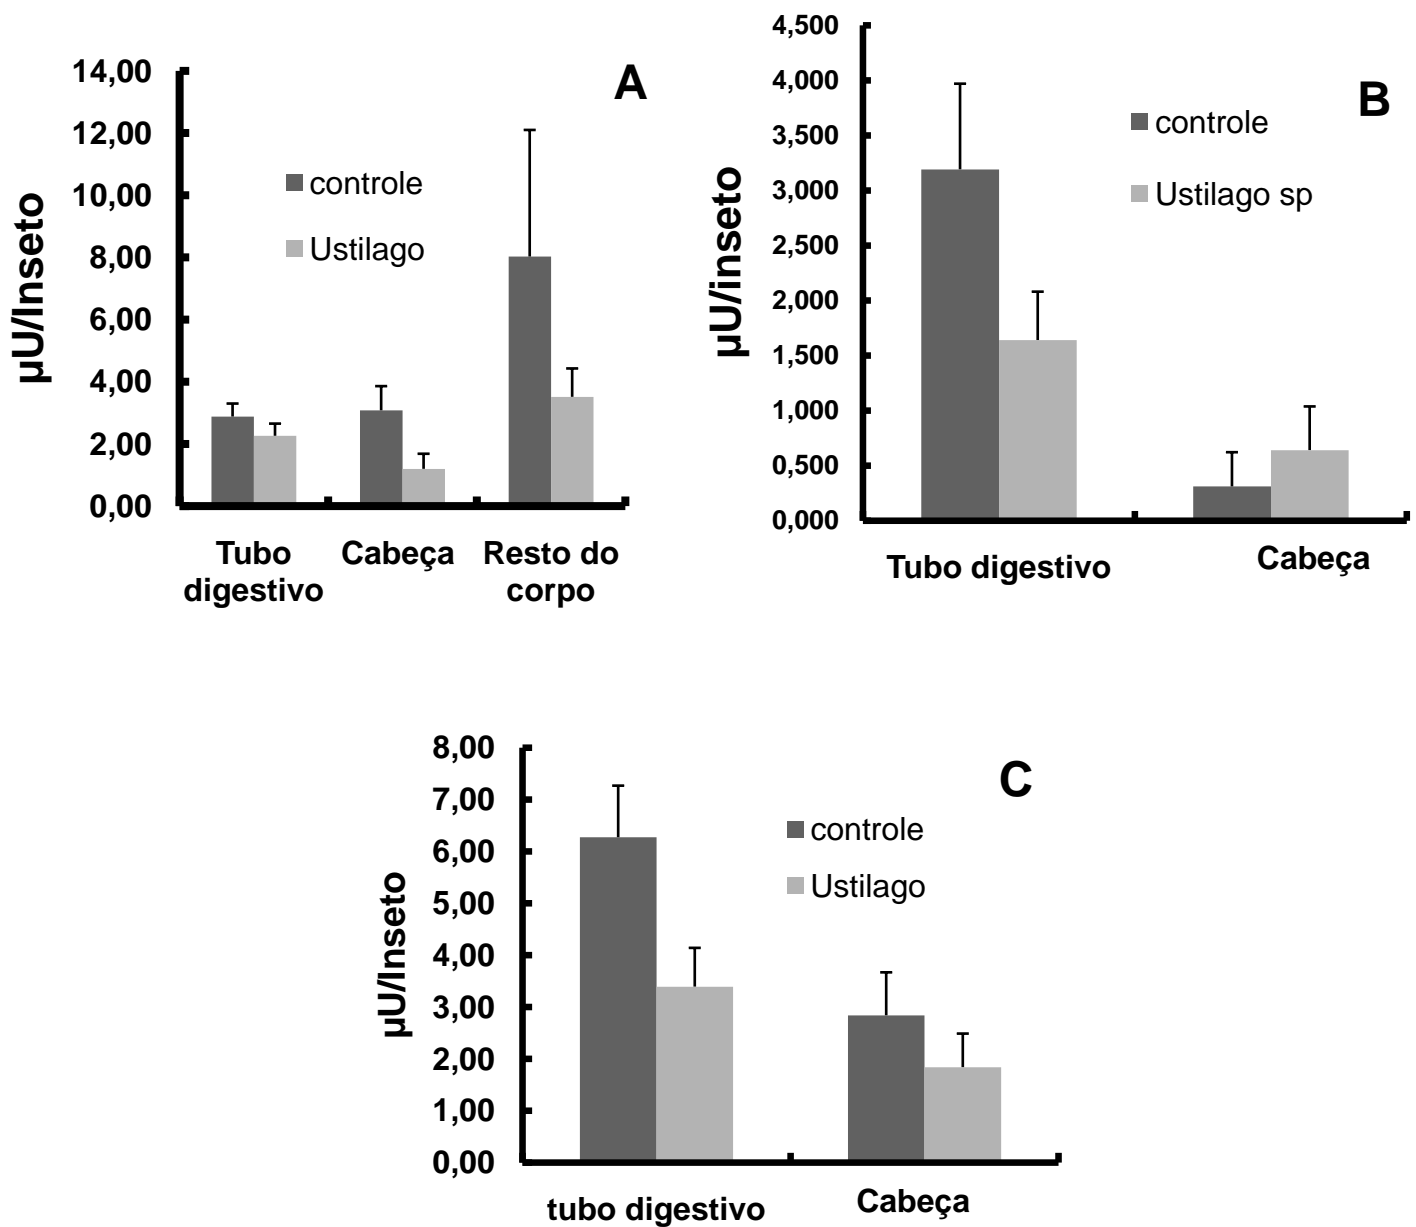 A
14,00
12,00
10,00
8,00
6,00
4,00
2,00
0,00
µU/Inseto
controle
Ustilago
Tubo digestivo
Cabeça
Resto do corpo
B
4,500
4,000
3,500
3,000
2,500
2,000
1,500
1,000
0,500
0,000
µU/inseto
controle
Ustilago sp
Tubo digestivo
Cabeça
C
8,00
7,00
6,00
5,00
4,00
3,00
2,00
1,00
0,00
µU/Inseto
controle
Ustilago
tubo digestivo
Cabeça